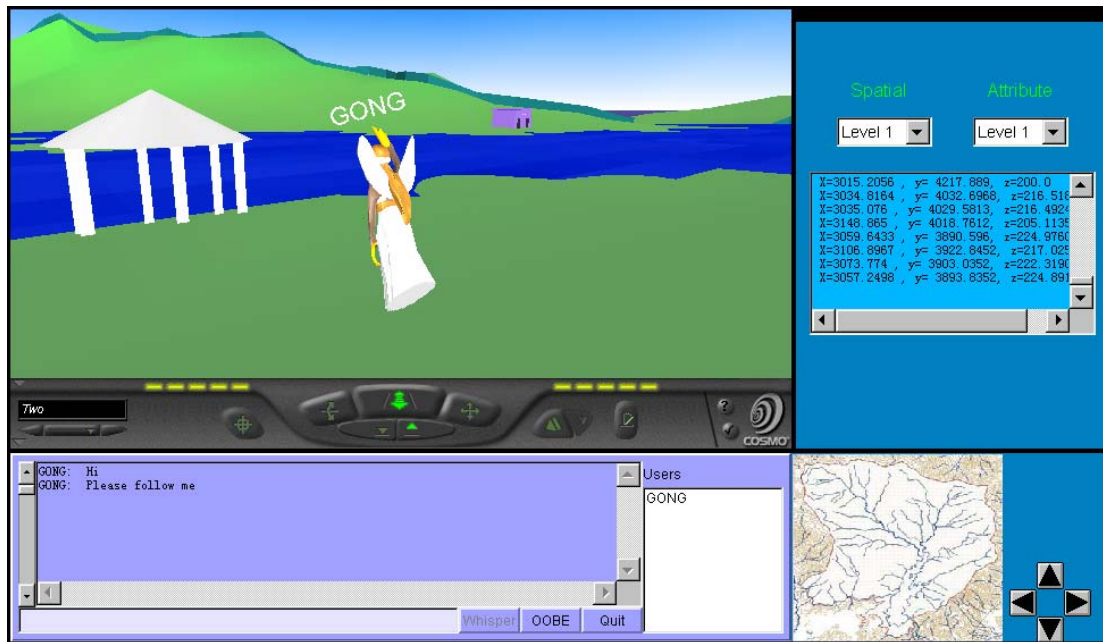 GONG
Spatial Attribute
Level 1 Level 1
X=3015.2056 , y= 4217.889, z=200.0
X=3034.8164 , y= 4032.6968, z=216.518
X=3035.076 , y= 4029.5813, z=216.4924
X=3148.865 , y= 4018.7612, z=205.1135
X=3059.6433 , y= 3890.596, z=224.9760
X=3106.8967 , y= 3922.8452, z=217.025
X=3073.774 , y= 3903.0352, z=222.3190
X=3057.2498 , y= 3893.8352, z=224.891
Two
?
COSMO
GONG: Hi
GONG: Please follow me
Users
GONG
Whisper OOBE Quit